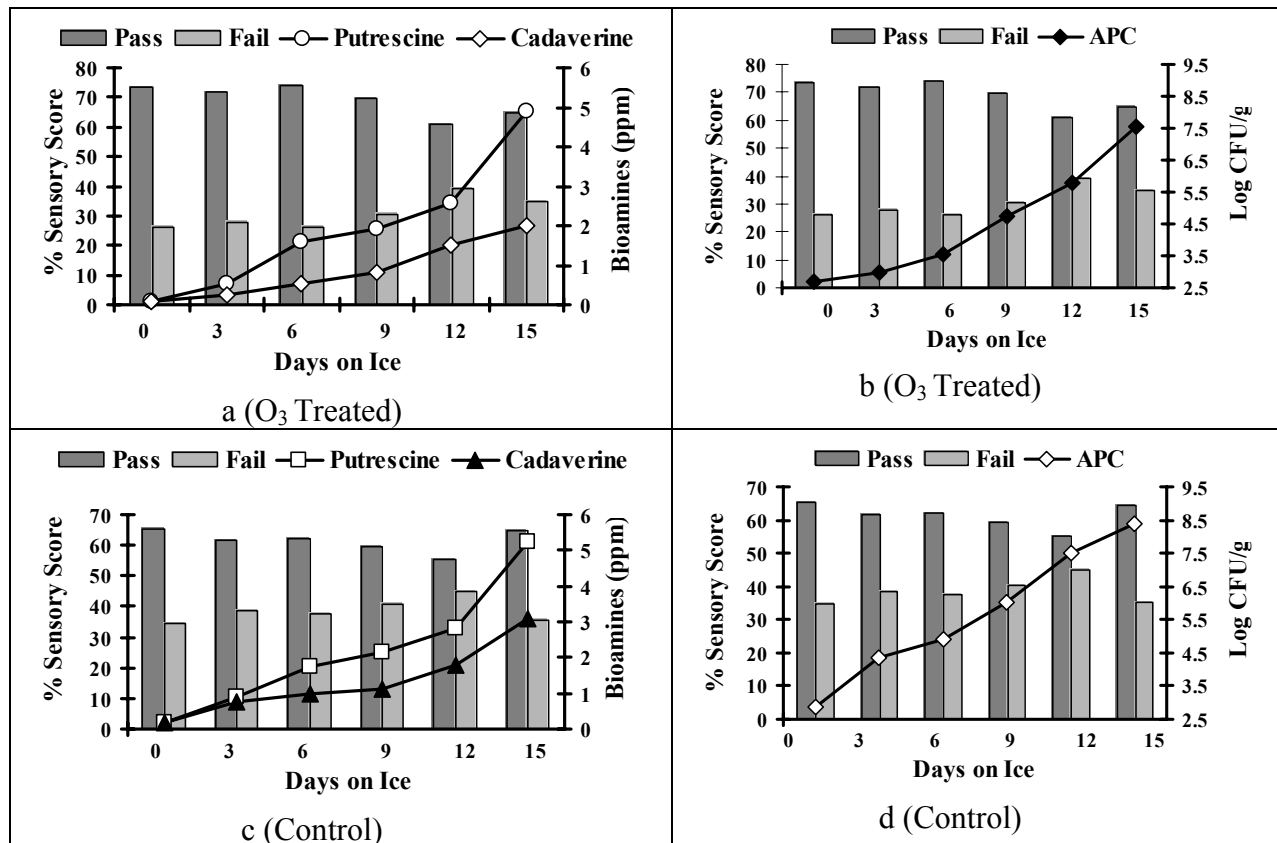 Pass Fail Putrescine Cadaverine
80
70
60
50
40
30
20
10
0
% Sensory Score
6
5
4
3
2
1
0
Bioamines (ppm)
0 3 6 9 12 15
Days on Ice
a (O₃ Treated)
Pass Fail APC
80
70
60
50
40
30
20
10
0
% Sensory Score
9.5
8.5
7.5
6.5
5.5
4.5
3.5
2.5
Log CFU/g
0 3 6 9 12 15
Days on Ice
b (O₃ Treated)
Pass Fail Putrescine Cadaverine
70
60
50
40
30
20
10
0
% Sensory Score
6
5
4
3
2
1
0
Bioamines (ppm)
0 3 6 9 12 15
Days on Ice
c (Control)
Pass Fail APC
70
60
50
40
30
20
10
0
% Sensory Score
9.5
8.5
7.5
6.5
5.5
4.5
3.5
2.5
Log CFU/g
0 3 6 9 12 15
Days on Ice
d (Control)